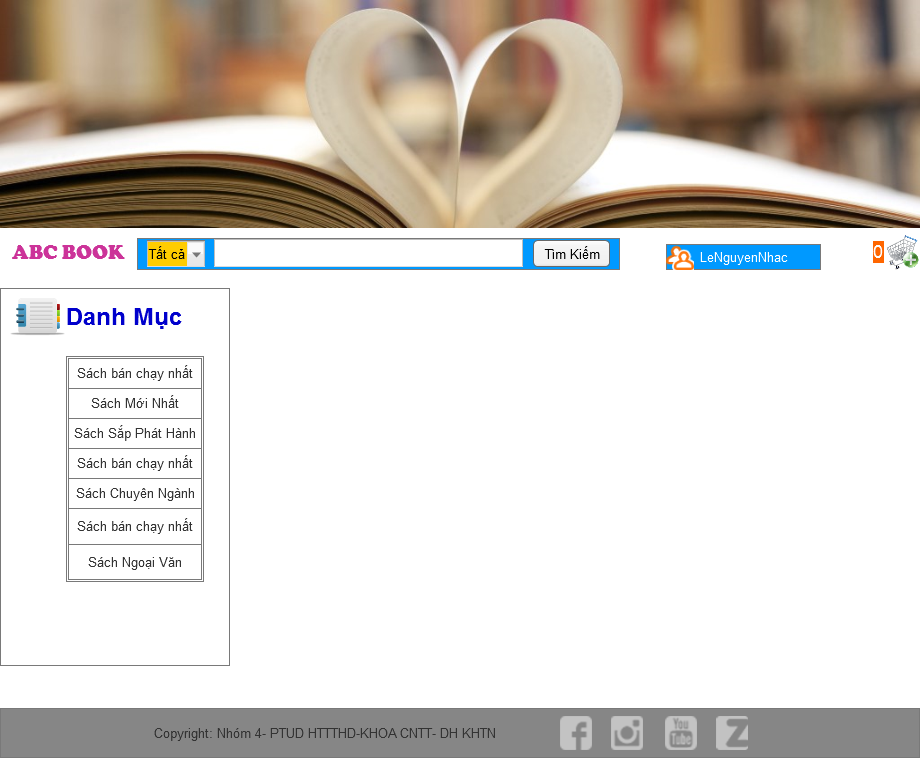 ABC BOOK
Tất cả
Tìm Kiếm
LeNguyenNhac
0
Danh Mục
Sách bán chạy nhất
Sách Mới Nhất
Sách Sắp Phát Hành
Sách bán chạy nhất
Sách Chuyên Ngành
Sách bán chạy nhất
Sách Ngoại Văn
Copyright: Nhóm 4- PTUD HTTTHD-KHOA CNTT- DH KHTN
You
Tube